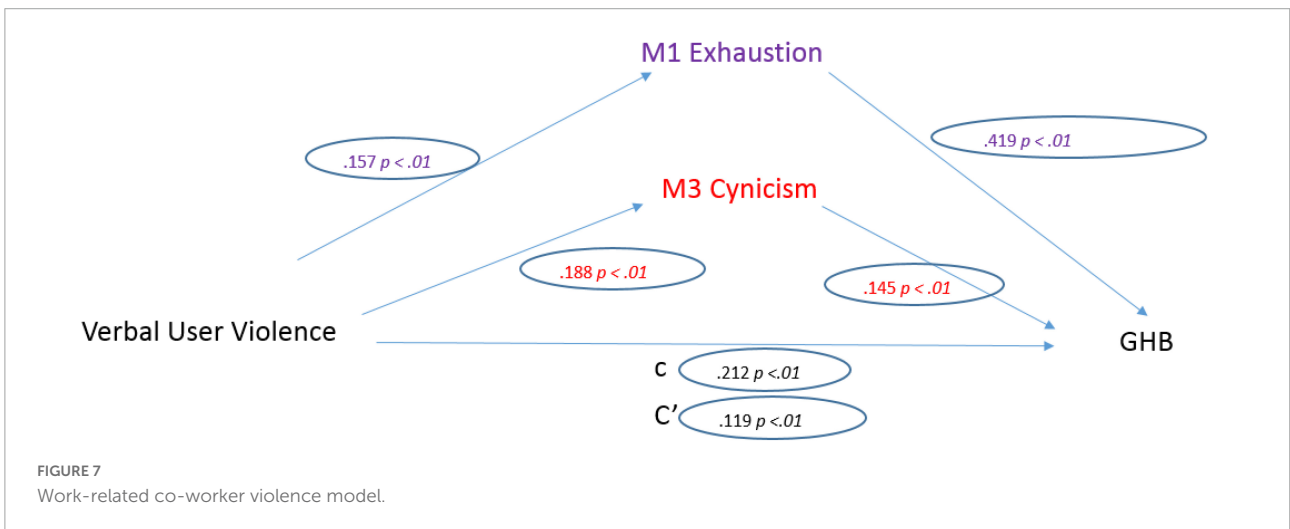 M1 Exhaustion
.157 p < .01
.419 p < .01
M3 Cynicism
.188 p < .01
.145 p < .01
Verbal User Violence
GHB
c .212 p <.01
C’ .119 p <.01
FIGURE 7
Work-related co-worker violence model.